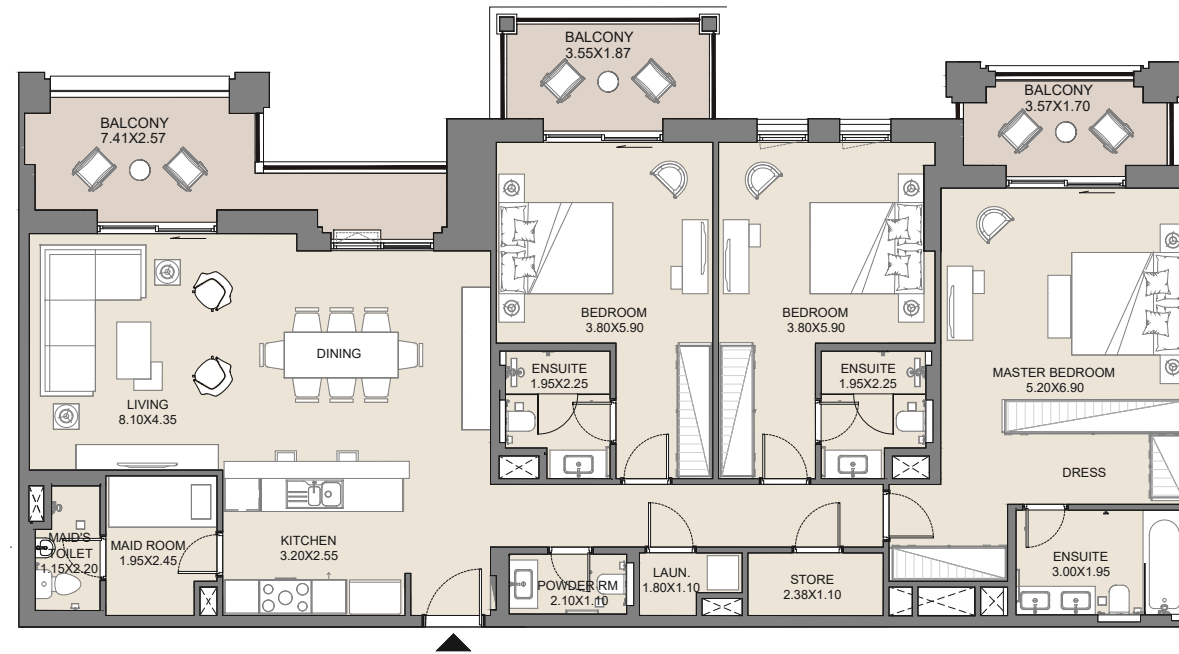 BALCONY
3.55X1.87
BALCONY
7.41X2.57
BALCONY
3.57X1.70
BEDROOM
3.80X5.90
BEDROOM
3.80X5.90
DINING
ENSUITE
1.95X2.25
ENSUITE
1.95X2.25
MASTER BEDROOM
5.20X6.90
LIVING
8.10X4.35
DRESS
MAID'S
TOILET
1.15X2.20
MAID ROOM
1.95X2.45
KITCHEN
3.20X2.55
POWDER RM
2.10X1.10
LAUN.
1.80X1.10
STORE
2.38X1.10
ENSUITE
3.00X1.95